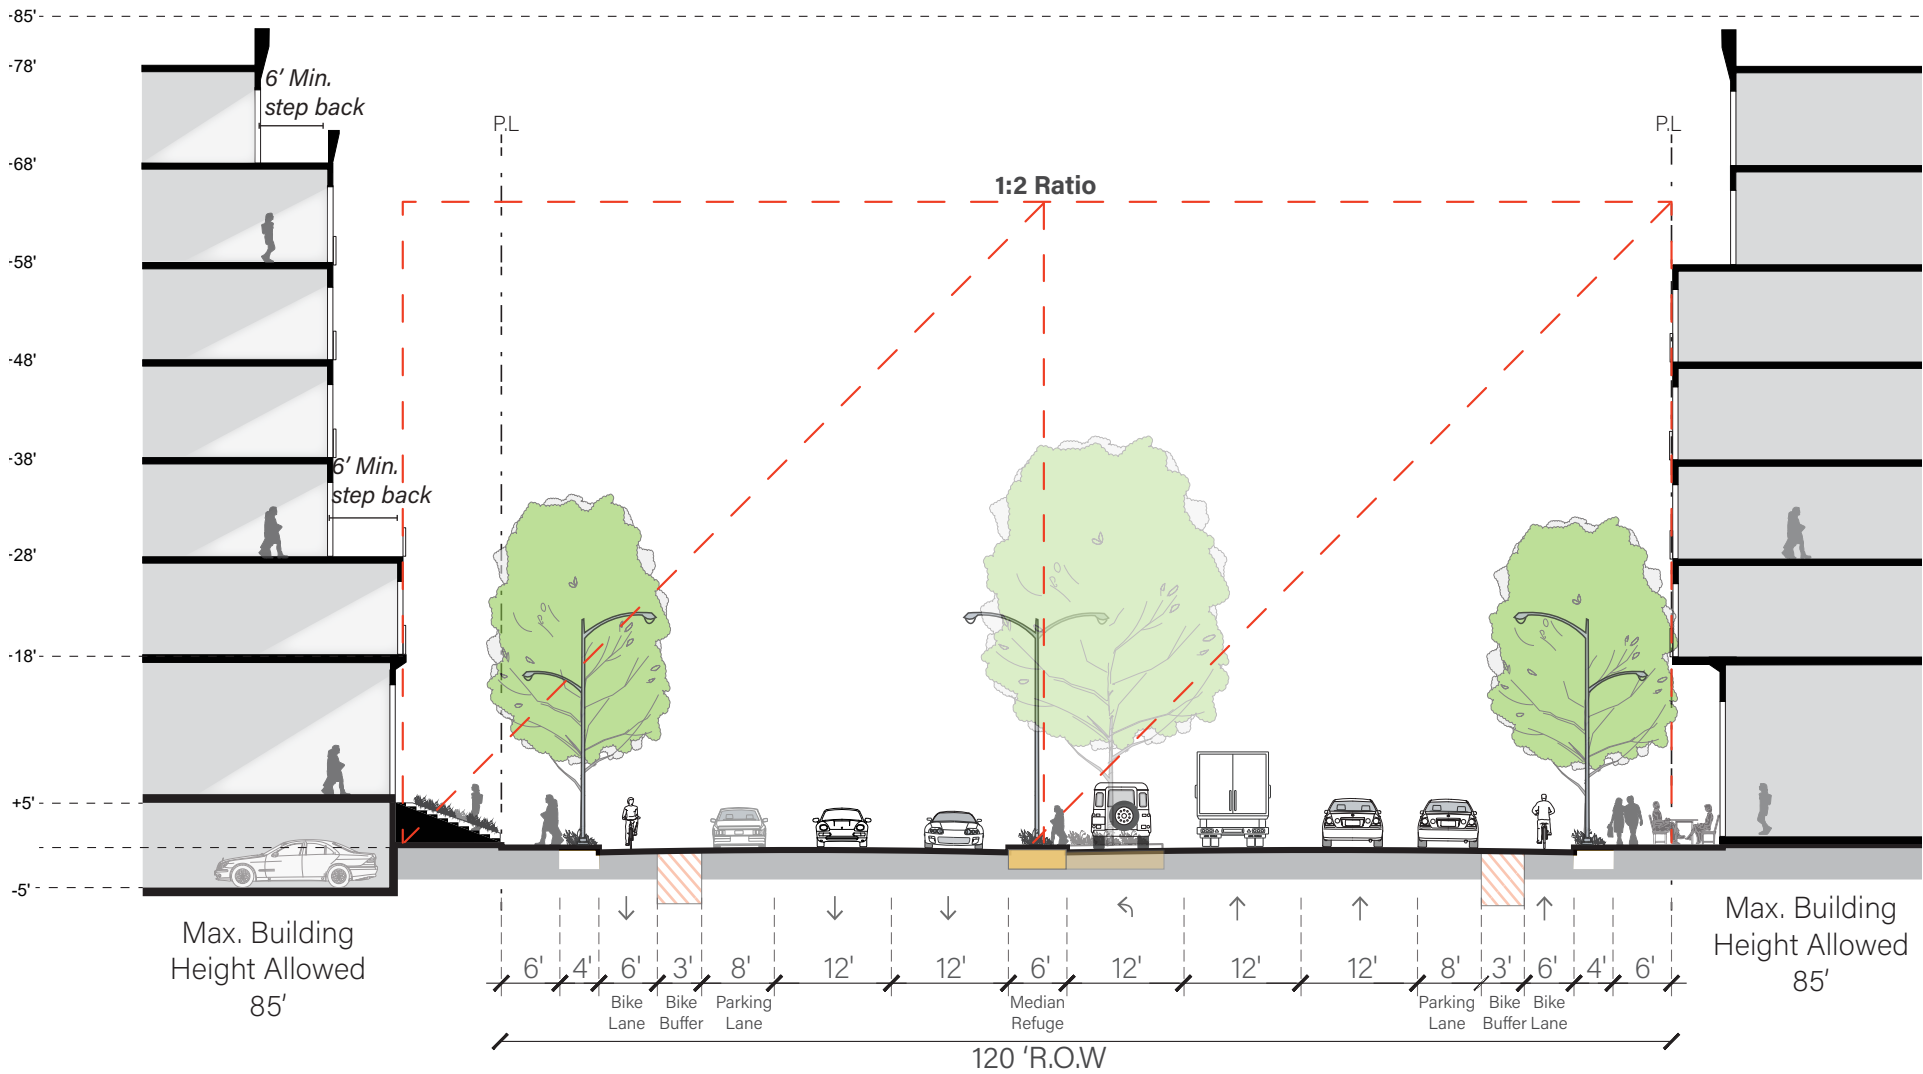 -85'
-78'
6' Min.
step back
P.L
P.L
-68'
1:2 Ratio
-58'
-48'
-38'
6' Min.
step back
-28'
-18'
+5'
-5'
Max. Building
Height Allowed
85'
Max. Building
Height Allowed
85'
6' 4' 6' 3' 8' 12' 12' 6' 12' 12' 12' 8' 3' 6' 4' 6'
Bike
Lane
Bike
Buffer
Parking
Lane
Median
Refuge
Parking
Lane
Bike
Buffer
Bike
Lane
120 'R.O.W